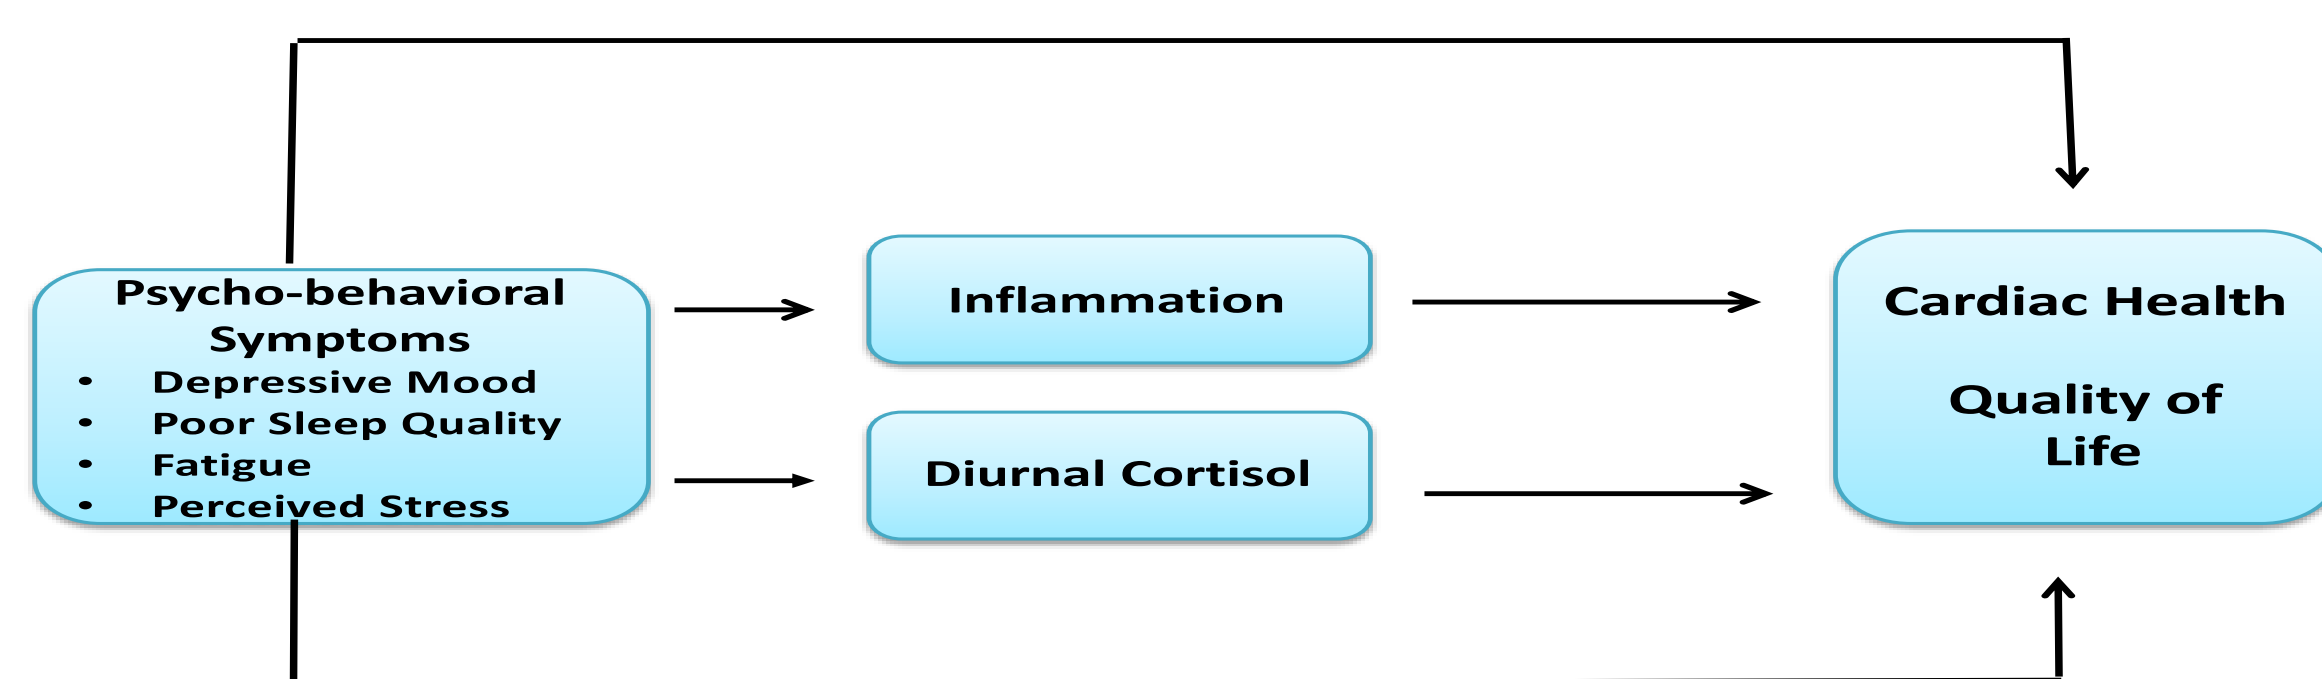 Psycho-behavioral
Symptoms
• Depressive Mood
• Poor Sleep Quality
• Fatigue
• Perceived Stress
Inflammation
Diurnal Cortisol
Cardiac Health
Quality of
Life